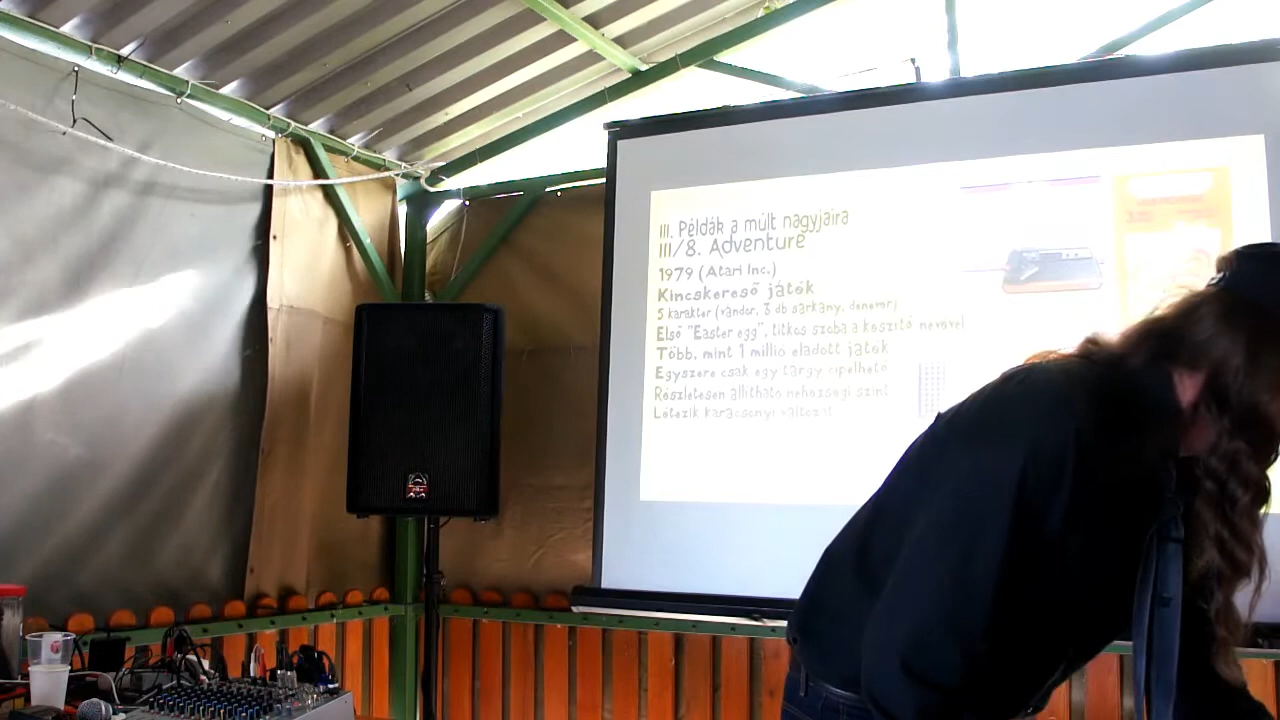 III. Példák a múlt nagyjaira
III/8. Adventure
1979 (Atari Inc.)
Kincskereső játék
5 karakter (vándor, 3 db sárkány, denevér)
Első "Easter egg", titkos szoba a készítő nevével
Több, mint 1 millió eladott játék
Egyszerre csak egy tárgy cipelhető
Részletesen állítható nehézségi szint
Létezik karácsonyi változat